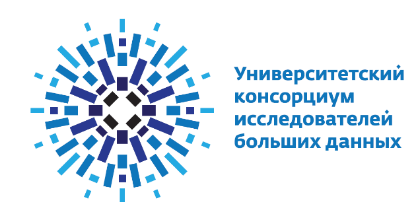 Университетский
консорциум
исследователей
больших данных